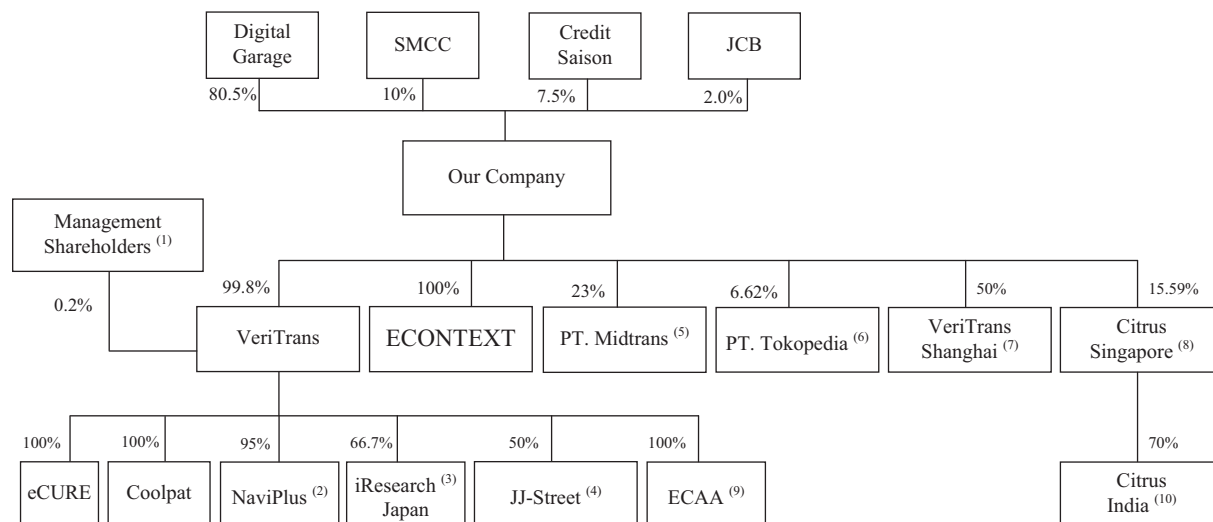 Digital
Garage
SMCC
Credit
Saison
JCB
80.5%
10%
7.5%
2.0%
Our Company
Management
Shareholders (1)
0.2%
99.8%
100%
23%
6.62%
50%
15.59%
VeriTrans
ECONTEXT
PT. Midtrans (5)
PT. Tokopedia (6)
VeriTrans
Shanghai (7)
Citrus
Singapore (8)
100%
100%
95%
66.7%
50%
100%
70%
eCURE
Coolpat
NaviPlus (2)
iResearch (3)
Japan
JJ-Street (4)
ECAA (9)
Citrus
India (10)